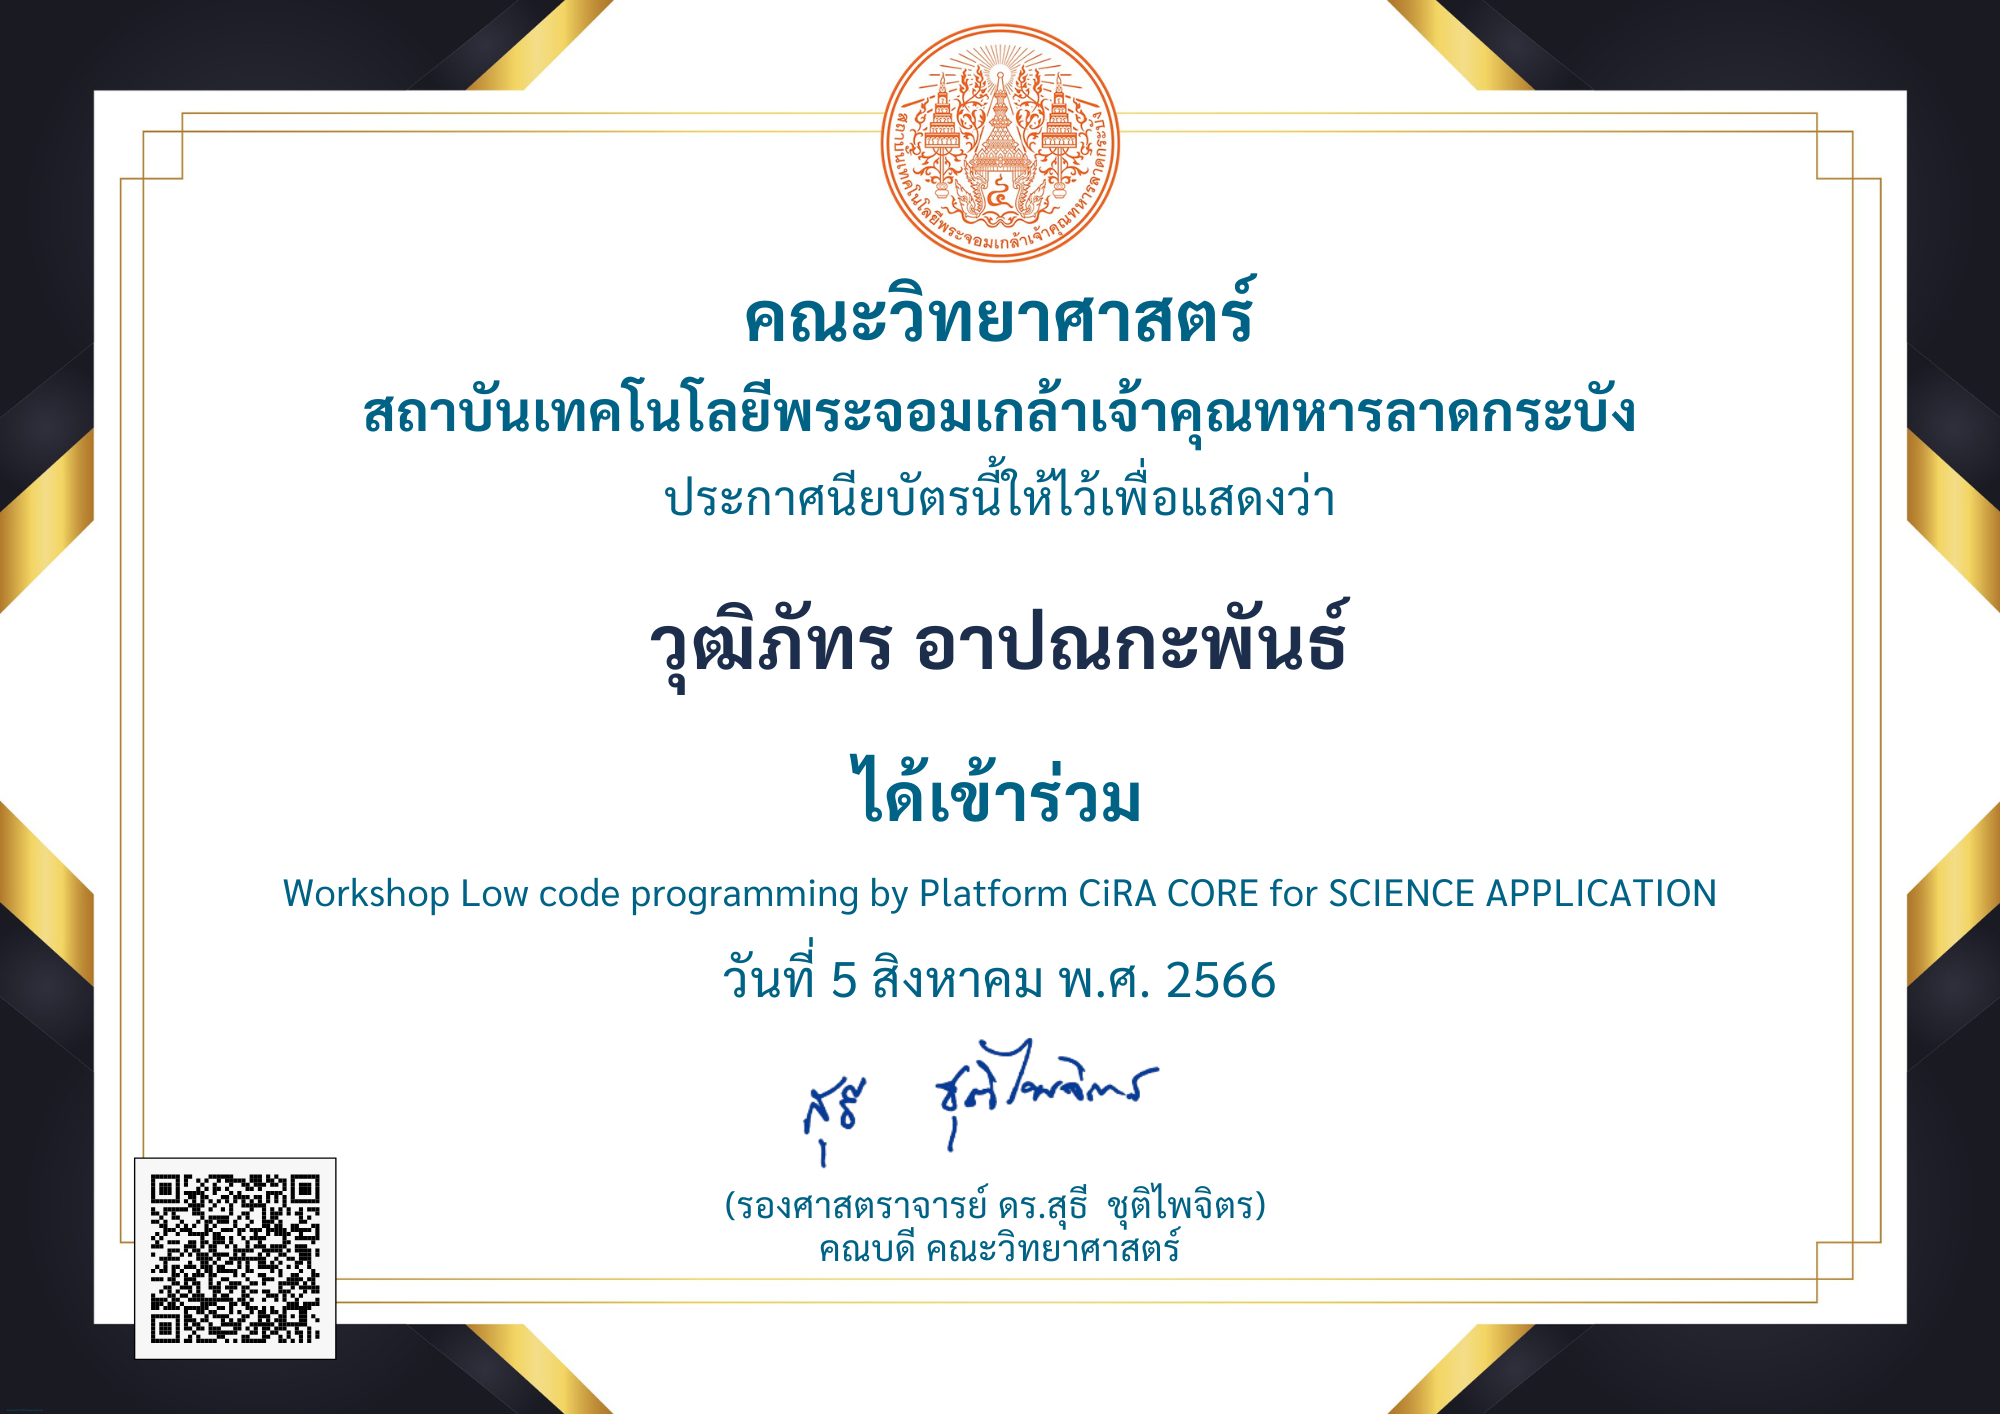 สถาบันเทคโนโลยีพระจอมเกล้าเจ้าคุณทหารลาดกระบัง
๔
คณะวิทยาศาสตร์
สถาบันเทคโนโลยีพระจอมเกล้าเจ้าคุณทหารลาดกระบัง
ประกาศนียบัตรนี้ให้ไว้เพื่อแสดงว่า
วุฒิภัทร อาปณกะพันธ์
ได้เข้าร่วม
Workshop Low code programming by Platform CiRA CORE for SCIENCE APPLICATION
วันที่ 5 สิงหาคม พ.ศ. 2566
สุธี ชุติไพจิตร
(รองศาสตราจารย์ ดร.สุธี ชุติไพจิตร)
คณบดี คณะวิทยาศาสตร์